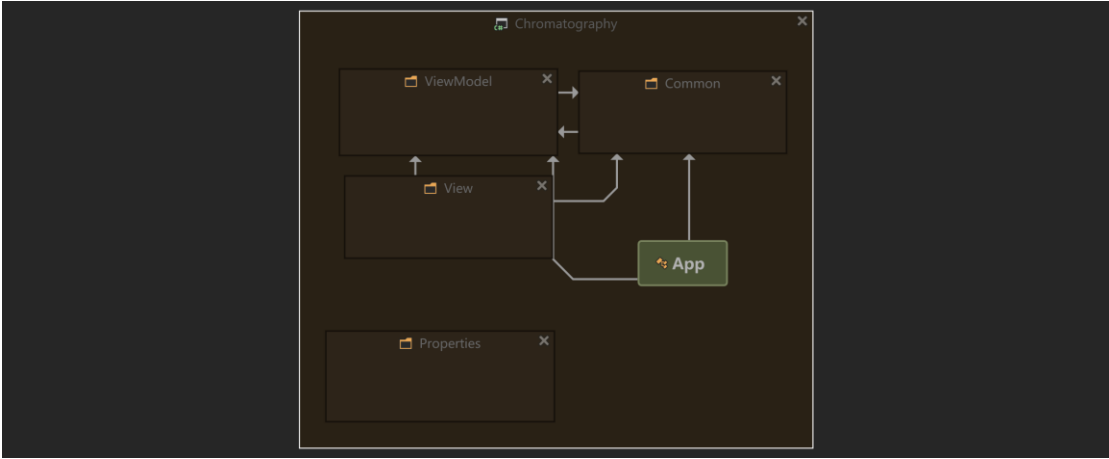 Chromatography
ViewModel
Common
View
App
Properties